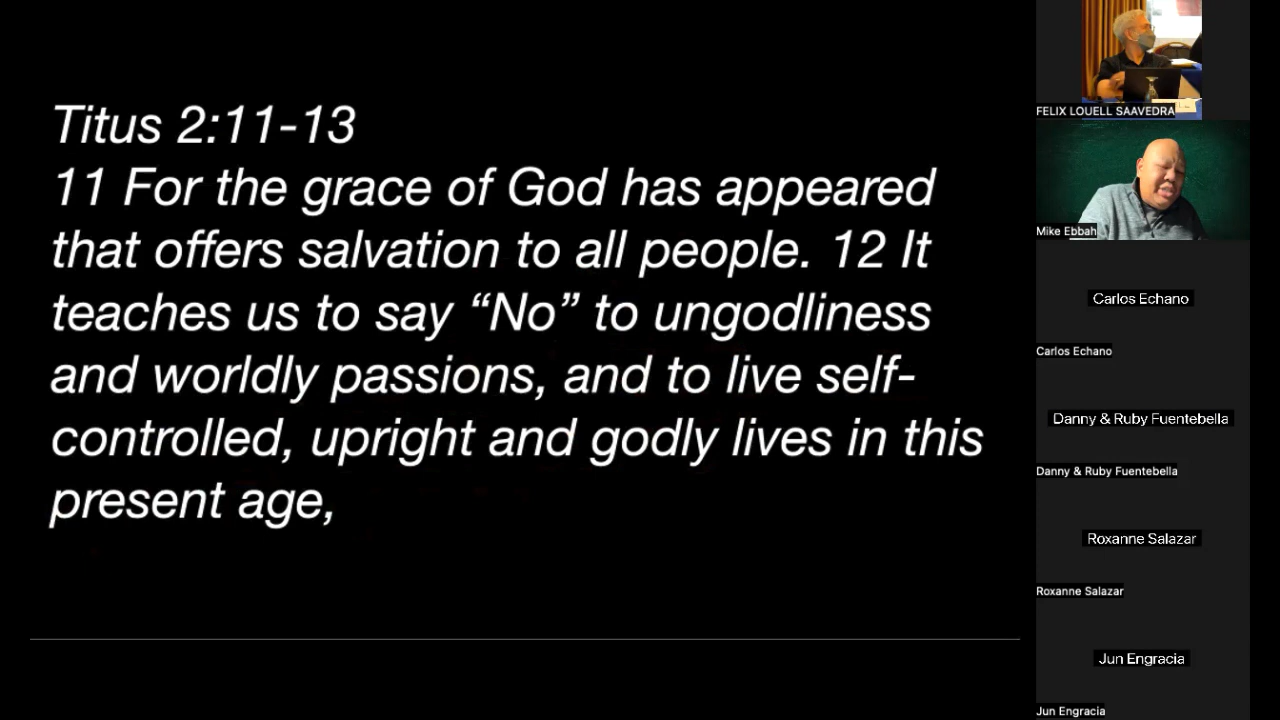 Titus 2:11-13
11 For the grace of God has appeared
that offers salvation to all people. 12 It
teaches us to say “No” to ungodliness
and worldly passions, and to live self-
controlled, upright and godly lives in this
present age,
FELIX LOUELL SAAVEDRA
Mike Ebbah
Carlos Echano
Carlos Echano
Danny & Ruby Fuentebella
Danny & Ruby Fuentebella
Roxanne Salazar
Roxanne Salazar
Jun Engracia
Jun Engracia